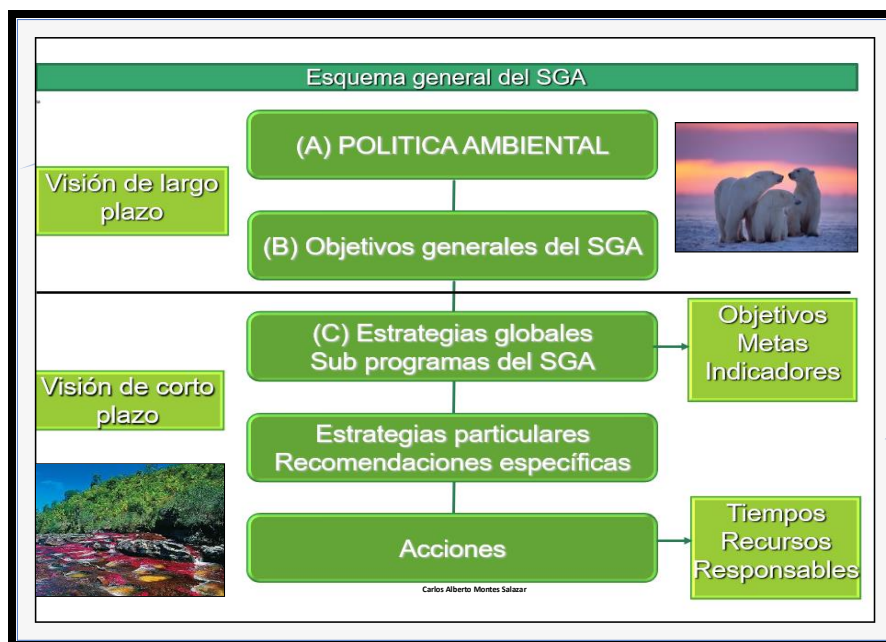 Esquema general del SGA
(A) POLITICA AMBIENTAL
Visión de largo
plazo
(B) Objetivos generales del SGA
(C) Estrategias globales
Sub programas del SGA
Objetivos
Metas
Indicadores
Visión de corto
plazo
Estrategias particulares
Recomendaciones específicas
Acciones
Tiempos
Recursos
Responsables
Carlos Alberto Montes Salazar